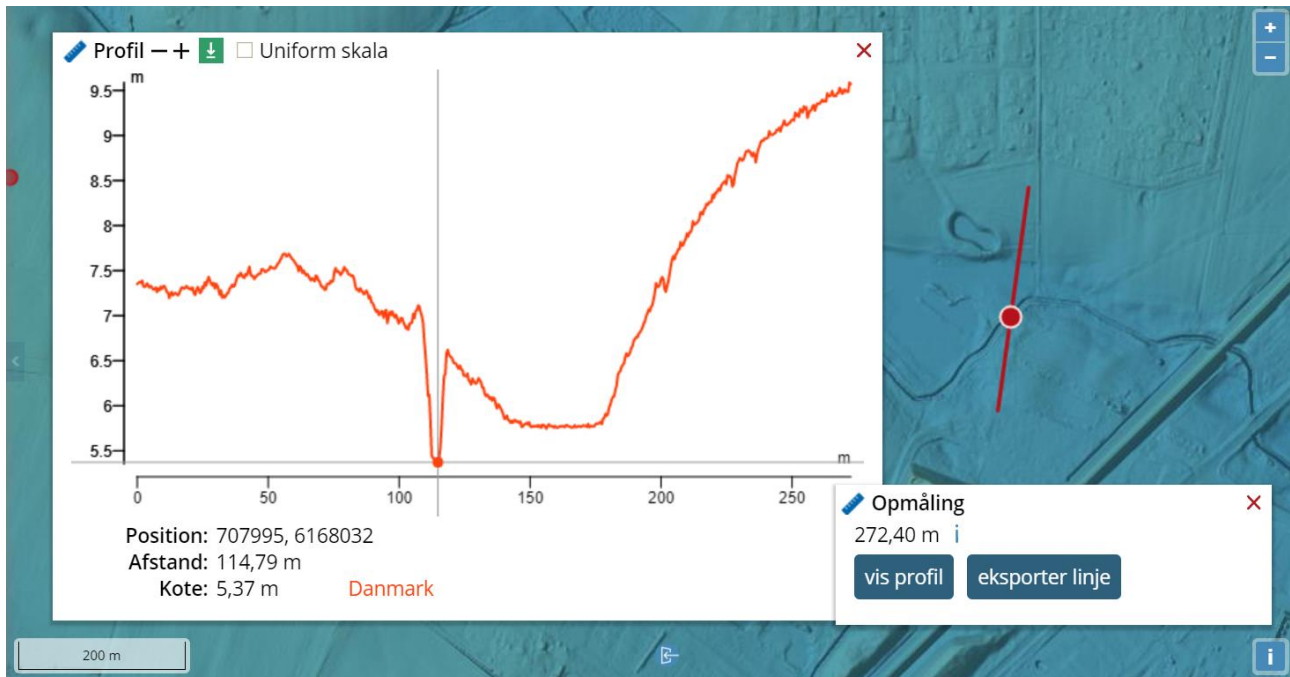 Profil − + Uniform skala
m
9.5
9
8.5
8
7.5
7
6.5
6
5.5
m
0 50 100 150 200 250
Position: 707995, 6168032
Afstand: 114,79 m
Kote: 5,37 m Danmark
Opmåling
272,40 m i
vis profil eksporter linje
200 m
+
−
i